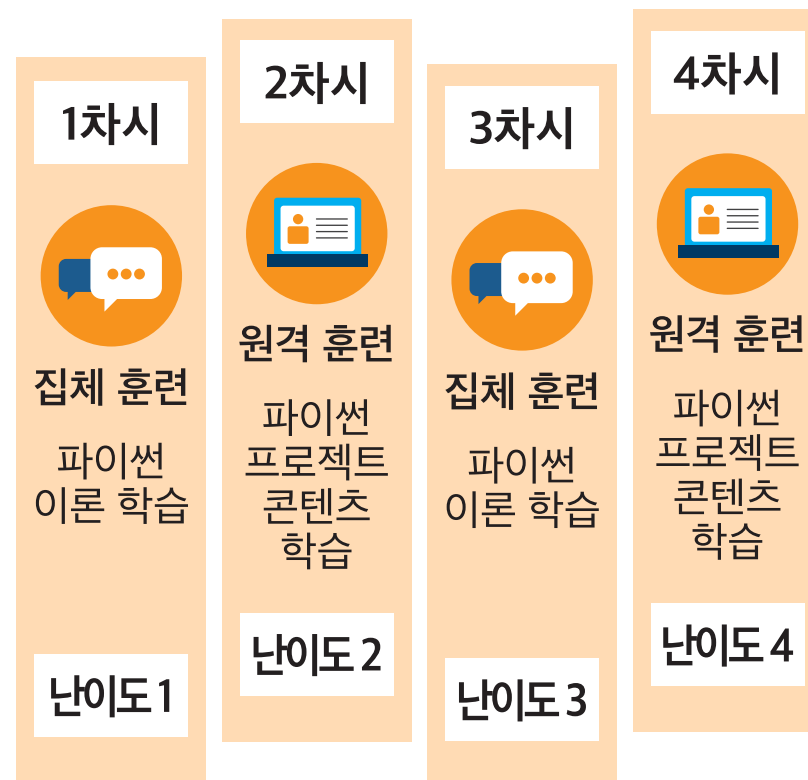 1차시
집체 훈련
파이썬
이론 학습
난이도 1
2차시
원격 훈련
파이썬
프로젝트
콘텐츠
학습
난이도 2
3차시
집체 훈련
파이썬
이론 학습
난이도 3
4차시
원격 훈련
파이썬
프로젝트
콘텐츠
학습
난이도 4